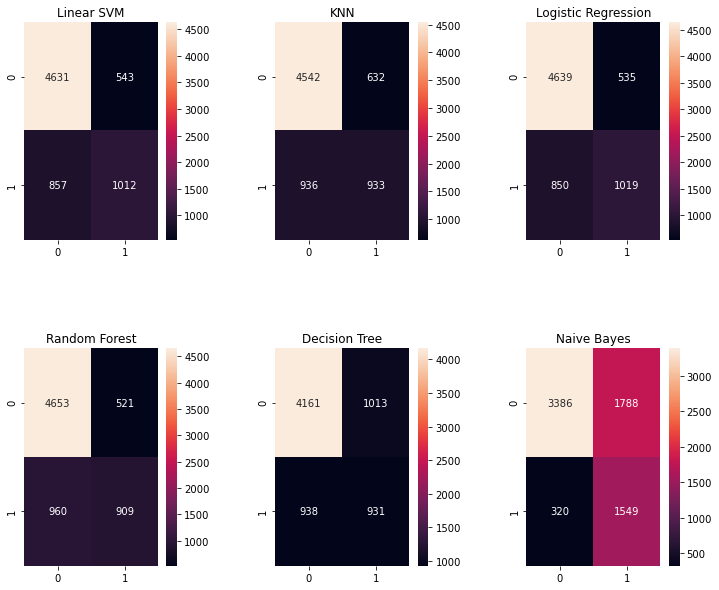 Linear SVM
0 4631 543
1 857 1012
0 1
4500
4000
3500
3000
2500
2000
1500
1000
KNN
0 4542 632
1 936 933
0 1
4500
4000
3500
3000
2500
2000
1500
1000
Logistic Regression
0 4639 535
1 850 1019
0 1
4500
4000
3500
3000
2500
2000
1500
1000
Random Forest
0 4653 521
1 960 909
0 1
4500
4000
3500
3000
2500
2000
1500
1000
Decision Tree
0 4161 1013
1 938 931
0 1
4000
3500
3000
2500
2000
1500
1000
Naive Bayes
0 3386 1788
1 320 1549
0 1
3000
2500
2000
1500
1000
500